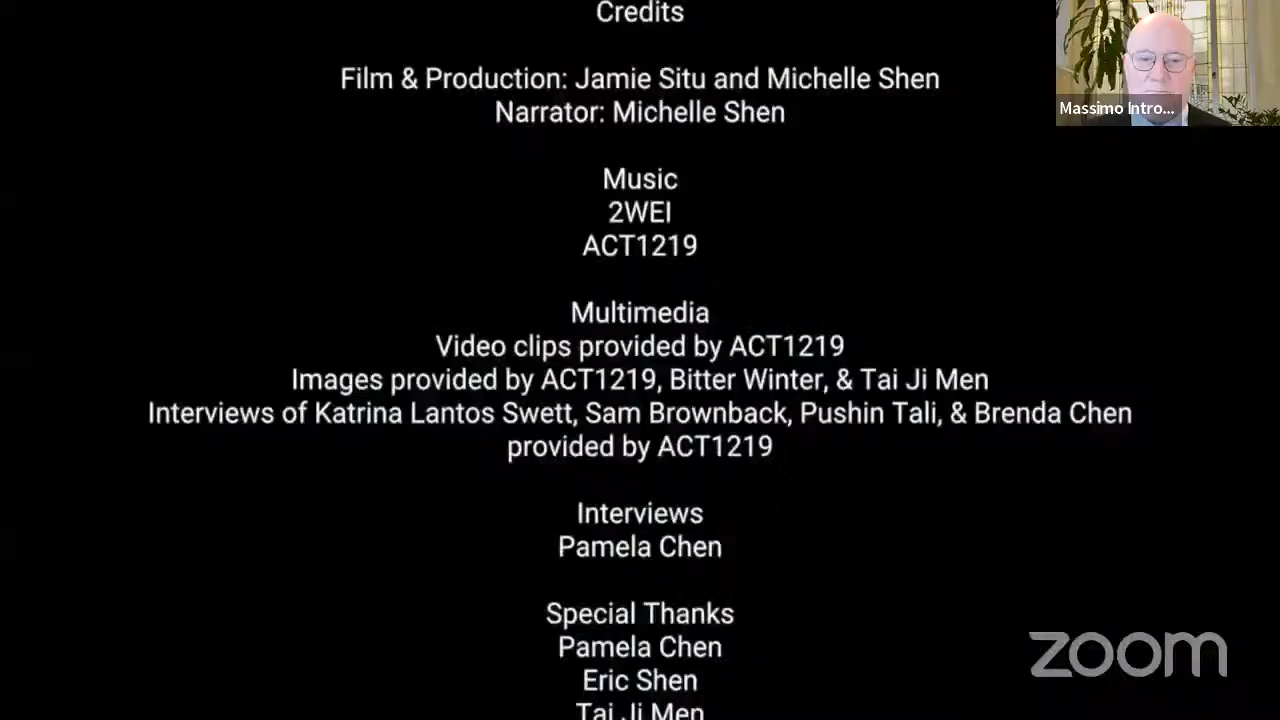 Credits
Film & Production: Jamie Situ and Michelle Shen
Narrator: Michelle Shen
Music
2WEI
ACT1219
Multimedia
Video clips provided by ACT1219
Images provided by ACT1219, Bitter Winter, & Tai Ji Men
Interviews of Katrina Lantos Swett, Sam Brownback, Pushin Tali, & Brenda Chen
provided by ACT1219
Interviews
Pamela Chen
Special Thanks
Pamela Chen
Eric Shen
Tai Ji Men
Massimo Intro...
zoom